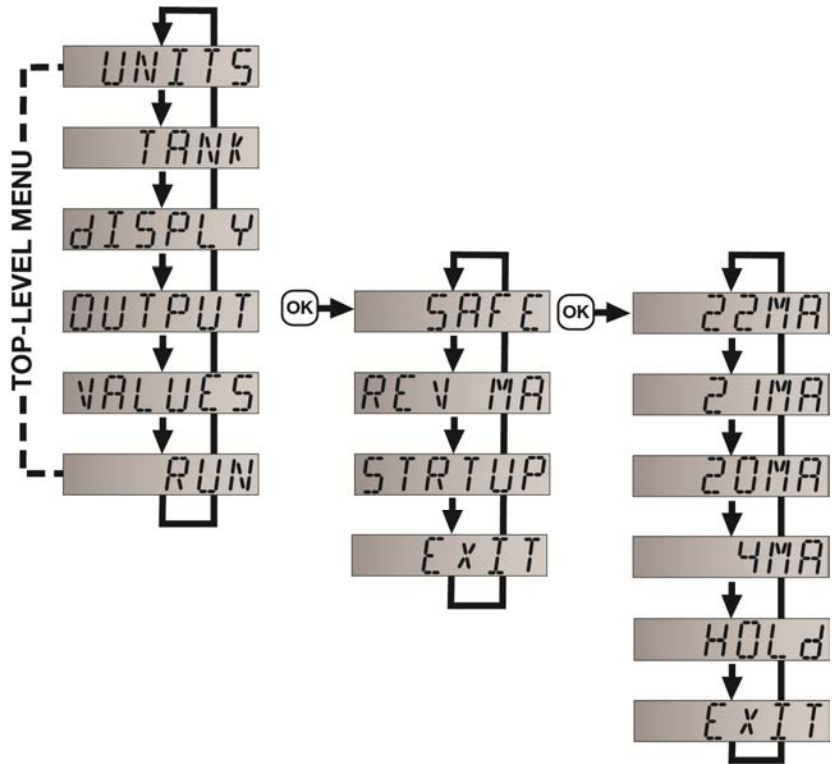 TOP-LEVEL MENU
UNITS
TANK
dISPLY
OUTPUT
VALUES
RUN
OK
SAFE
REV MA
STRTUP
ExIT
OK
22MA
21MA
20MA
4MA
HOLd
ExIT